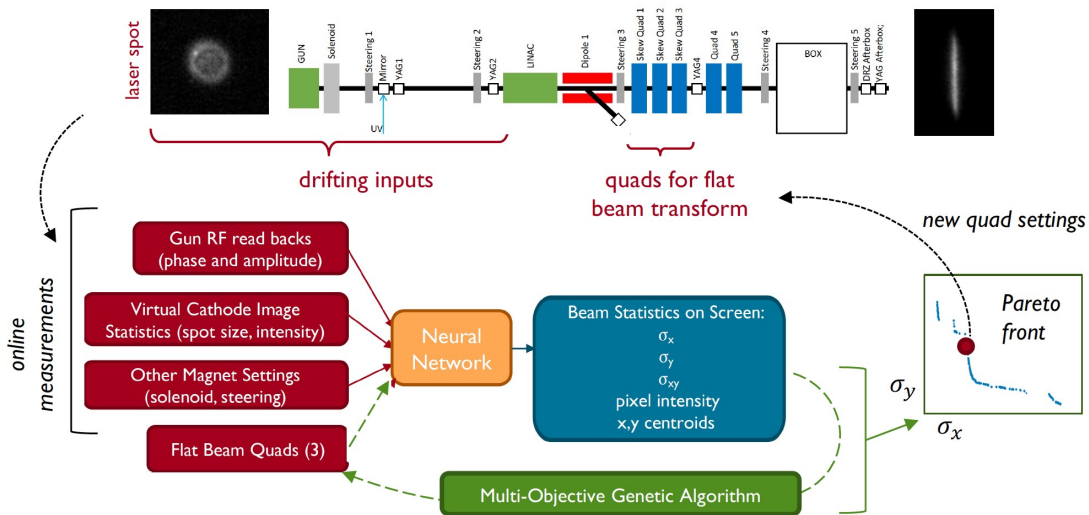 laser spot
GUN
Solenoid
Steering 1
Mirror
YAG1
UV
Steering 2
YAG2
LINAC
Dipole 1
Steering 3
Skew Quad 1
Skew Quad 2
Skew Quad 3
YAG4
Quad 4
Quad 5
Steering 4
BOX
Steering 5
DRZ Afterbox;
YAG Afterbox;
drifting inputs
quads for flat
beam transform
new quad settings
online
measurements
Gun RF read backs
(phase and amplitude)
Virtual Cathode Image
Statistics (spot size, intensity)
Other Magnet Settings
(solenoid, steering)
Flat Beam Quads (3)
Neural
Network
Beam Statistics on Screen:
σx
σy
σxy
pixel intensity
x,y centroids
Multi-Objective Genetic Algorithm
Pareto
front
σy
σx